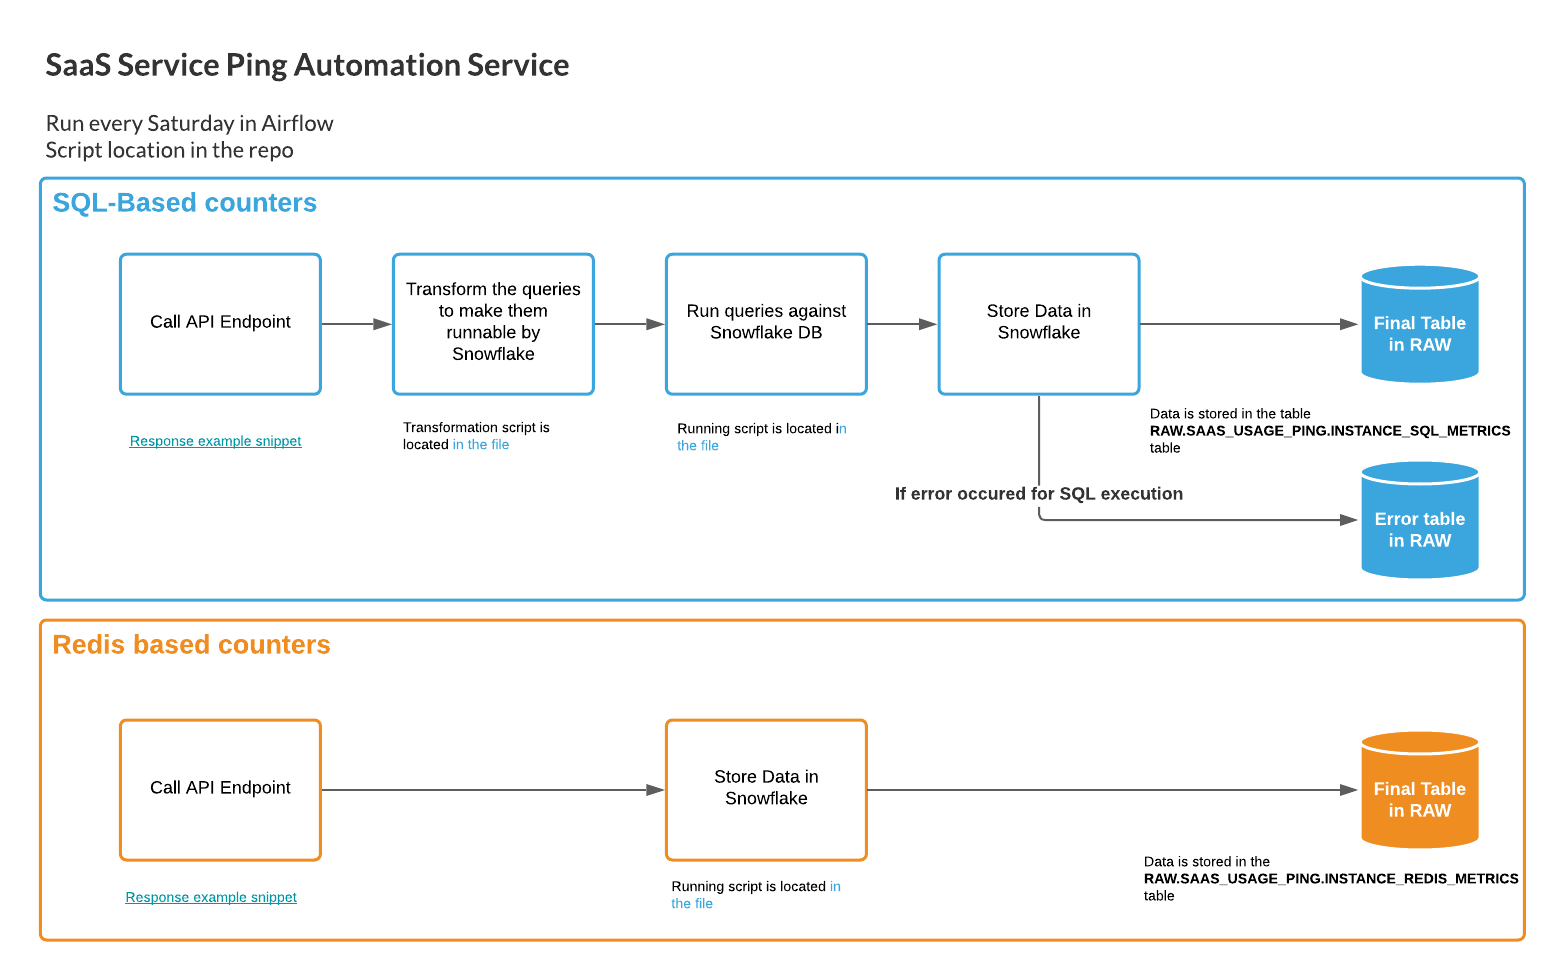 SaaS Service Ping Automation Service
Run every Saturday in Airflow
Script location in the repo
SQL-Based counters
Call API Endpoint
Transform the queries
to make them
runnable by
Snowflake
Run queries against
Snowflake DB
Store Data in
Snowflake
Final Table
in RAW
Response example snippet
Transformation script is
located in the file
Running script is located in
the file
Data is stored in the table
RAW.SAAS_USAGE_PING.INSTANCE_SQL_METRICS
table
If error occured for SQL execution
Error table
in RAW
Redis based counters
Call API Endpoint
Store Data in
Snowflake
Final Table
in RAW
Response example snippet
Running script is located in
the file
Data is stored in the
RAW.SAAS_USAGE_PING.INSTANCE_REDIS_METRICS
table